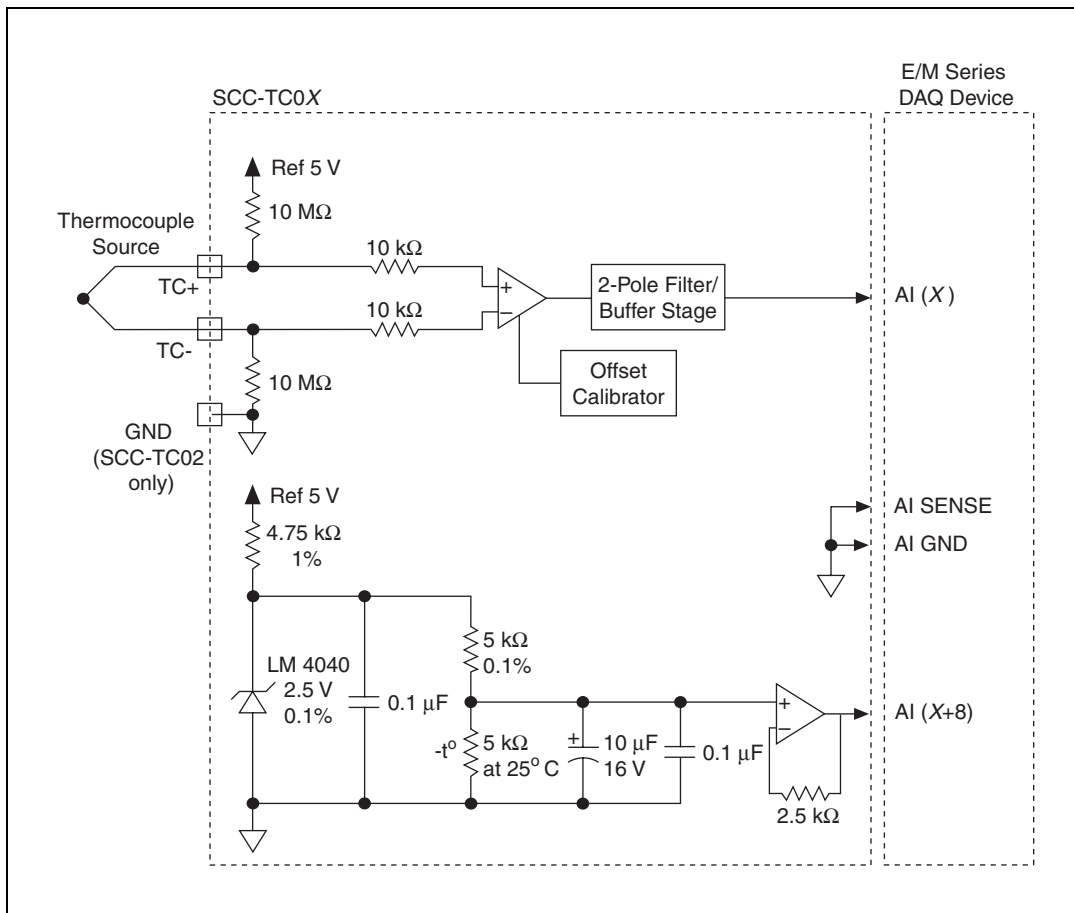 E/M Series
DAQ Device
SCC-TC0X
Ref 5 V
10 MΩ
Thermocouple
Source
TC+
10 kΩ
+
−
2-Pole Filter/
Buffer Stage
AI (X)
10 kΩ
TC-
10 MΩ
Offset
Calibrator
GND
(SCC-TC02
only)
Ref 5 V
4.75 kΩ
1%
AI SENSE
AI GND
5 kΩ
0.1%
LM 4040
2.5 V
0.1%
0.1 µF
-tº
5 kΩ
at 25º C
+
10 µF
16 V
0.1 µF
+
−
AI (X+8)
2.5 kΩ